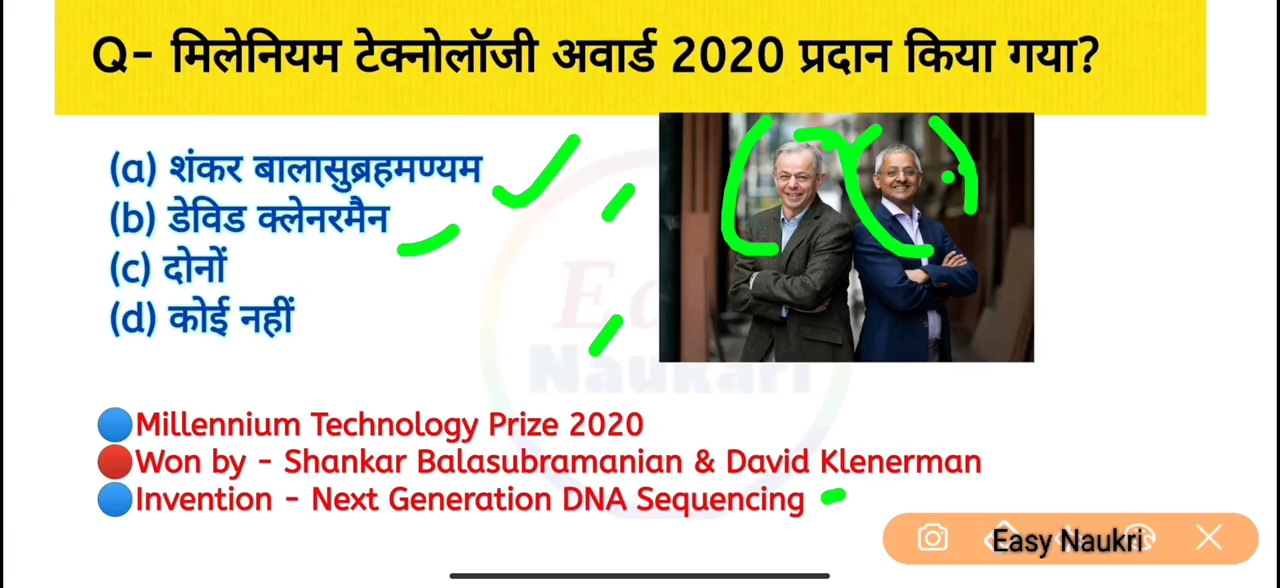 Q- मिलेनियम टेक्नोलॉजी अवार्ड 2020 प्रदान किया गया?
(a) शंकर बालासुब्रहमण्यम
(b) डेविड क्लेनरमैन
(c) दोनों
(d) कोई नहीं
Naukari
Millennium Technology Prize 2020
Won by - Shankar Balasubramanian & David Klenerman
Invention - Next Generation DNA Sequencing
Easy Naukri